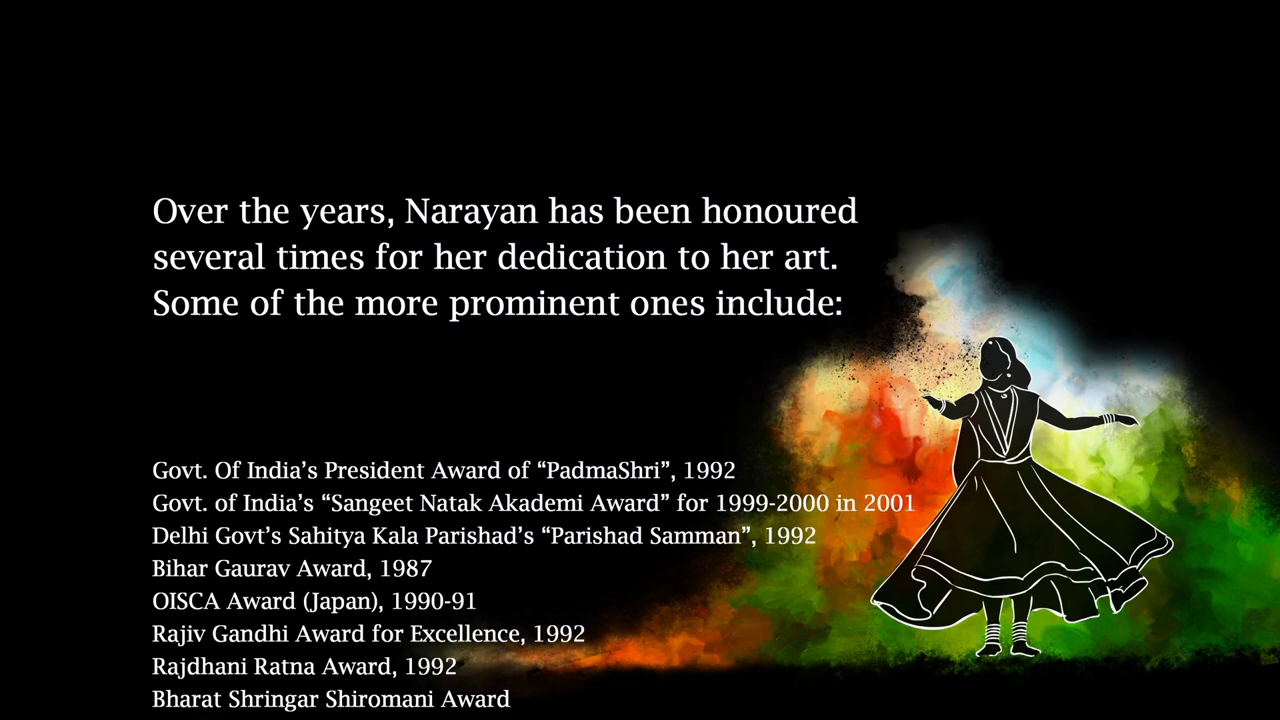 Over the years, Narayan has been honoured
several times for her dedication to her art.
Some of the more prominent ones include:
Govt. Of India’s President Award of “PadmaShri”, 1992
Govt. of India’s “Sangeet Natak Akademi Award” for 1999-2000 in 2001
Delhi Govt’s Sahitya Kala Parishad’s “Parishad Samman”, 1992
Bihar Gaurav Award, 1987
OISCA Award (Japan), 1990-91
Rajiv Gandhi Award for Excellence, 1992
Rajdhani Ratna Award, 1992
Bharat Shringar Shiromani Award